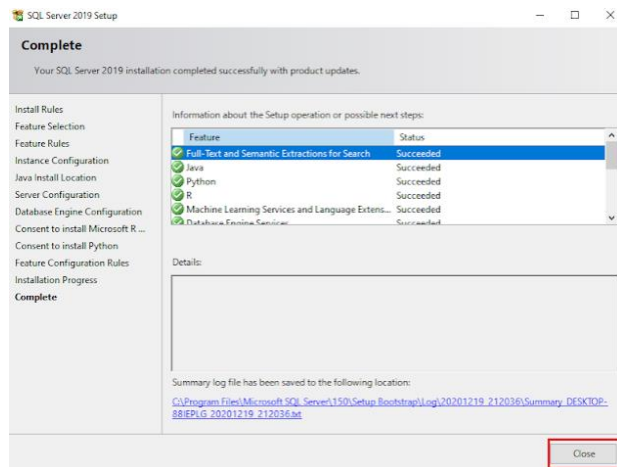 SQL Server 2019 Setup
Complete
Your SQL Server 2019 installation completed successfully with product updates.
Install Rules
Feature Selection
Feature Rules
Instance Configuration
Java Install Location
Server Configuration
Database Engine Configuration
Consent to install Microsoft R ...
Consent to install Python
Feature Configuration Rules
Installation Progress
Complete
Information about the Setup operation or possible next steps:
Feature Status
Full-Text and Semantic Extractions for Search Succeeded
Java Succeeded
Python Succeeded
R Succeeded
Machine Learning Services and Language Extens... Succeeded
Database Engine Services Succeeded
Details:
Summary log file has been saved to the following location:
C:\Program Files\Microsoft SQL Server\150\Setup Bootstrap\Log\20201219_212036\Summary_DESKTOP-
88IEPLG_20201219_212036.txt
Close